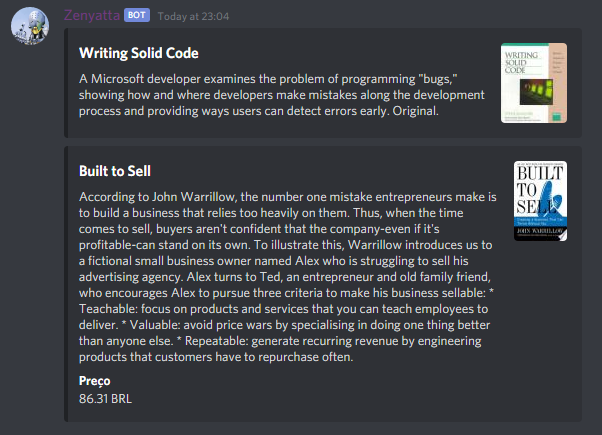 Zenyatta BOT Today at 23:04
Writing Solid Code
A Microsoft developer examines the problem of programming "bugs,"
showing how and where developers make mistakes along the development
process and providing ways users can detect errors early. Original.
WRITING
SOLID
CODE
Built to Sell
According to John Warrillow, the number one mistake entrepreneurs make is
to build a business that relies too heavily on them. Thus, when the time
comes to sell, buyers aren't confident that the company-even if it's
profitable-can stand on its own. To illustrate this, Warrillow introduces us to
a fictional small business owner named Alex who is struggling to sell his
advertising agency. Alex turns to Ted, an entrepreneur and old family friend,
who encourages Alex to pursue three criteria to make his business sellable: *
Teachable: focus on products and services that you can teach employees to
deliver. * Valuable: avoid price wars by specialising in doing one thing better
than anyone else. * Repeatable: generate recurring revenue by engineering
products that customers have to repurchase often.
Preço
86.31 BRL
BUILT
TO
SELL
JOHN WARRILLOW